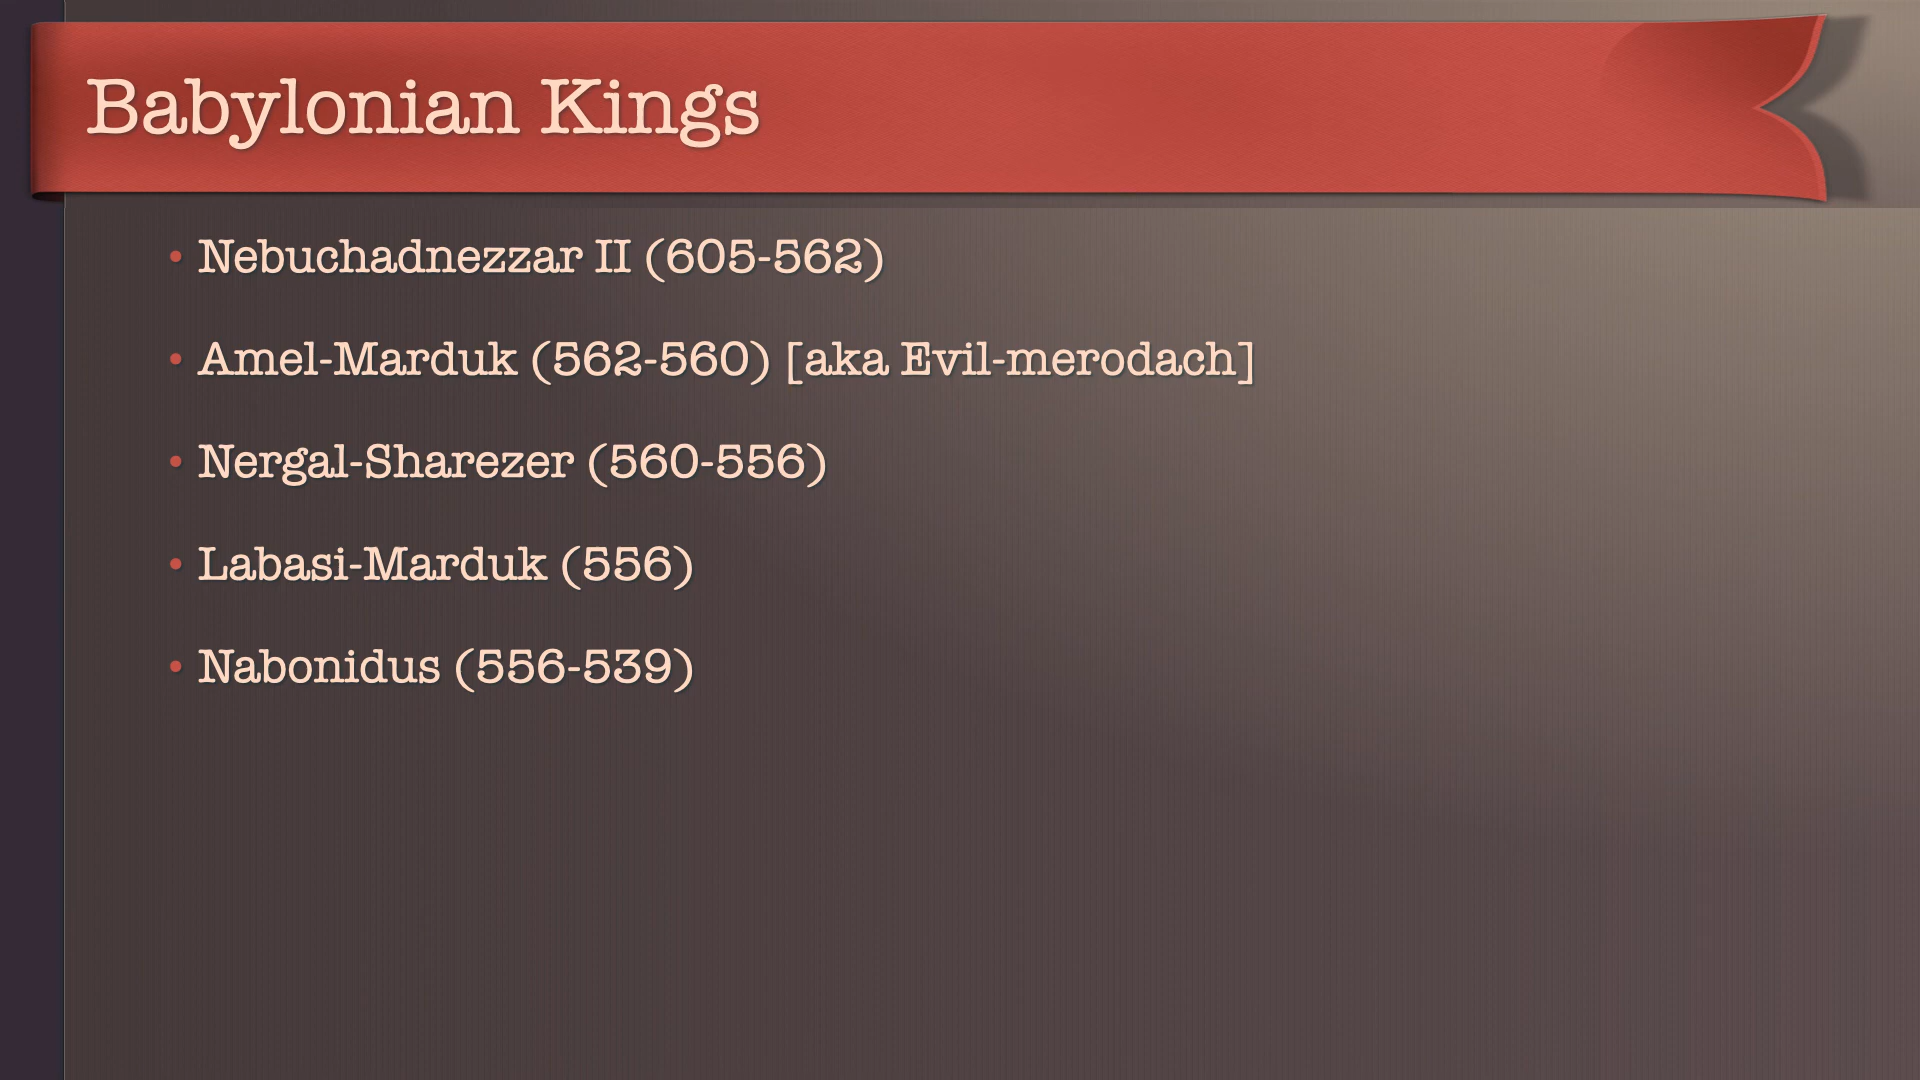 Babylonian Kings
• Nebuchadnezzar II (605-562)
• Amel-Marduk (562-560) [aka Evil-merodach]
• Nergal-Sharezer (560-556)
• Labasi-Marduk (556)
• Nabonidus (556-539)